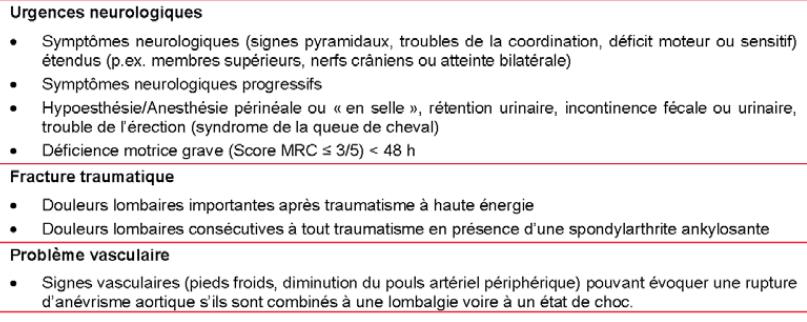 Urgences neurologiques
• Symptômes neurologiques (signes pyramidaux, troubles de la coordination, déficit moteur ou sensitif)
étendus (p.ex. membres supérieurs, nerfs crâniens ou atteinte bilatérale)
• Symptômes neurologiques progressifs
• Hypoesthésie/Anesthésie périnéale ou « en selle », rétention urinaire, incontinence fécale ou urinaire,
trouble de l'érection (syndrome de la queue de cheval)
• Déficience motrice grave (Score MRC ≤ 3/5) < 48 h
Fracture traumatique
• Douleurs lombaires importantes après traumatisme à haute énergie
• Douleurs lombaires consécutives à tout traumatisme en présence d'une spondylarthrite ankylosante
Problème vasculaire
• Signes vasculaires (pieds froids, diminution du pouls artériel périphérique) pouvant évoquer une rupture
d'anévrisme aortique s'ils sont combinés à une lombalgie voire à un état de choc.